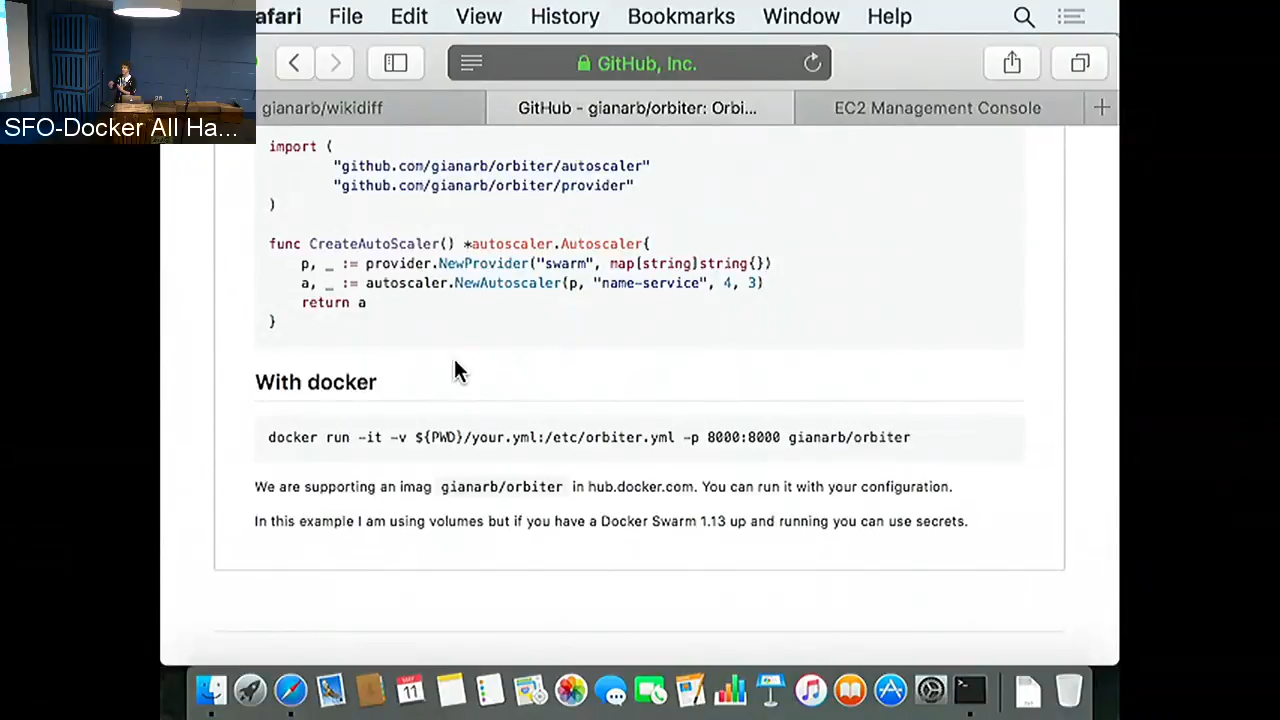 afari File Edit View History Bookmarks Window Help
GitHub, Inc.
gianarb/wikidiff
GitHub - gianarb/orbiter: Orbi...
EC2 Management Console
SFO-Docker All Ha...
import (
"github.com/gianarb/orbiter/autoscaler"
"github.com/gianarb/orbiter/provider"
)
func CreateAutoScaler() *autoscaler.Autoscaler{
p, _ := provider.NewProvider("swarm", map[string]string{})
a, _ := autoscaler.NewAutoscaler(p, "name-service", 4, 3)
return a
}
With docker
docker run -it -v ${PWD}/your.yml:/etc/orbiter.yml -p 8000:8000 gianarb/orbiter
We are supporting an imag gianarb/orbiter in hub.docker.com. You can run it with your configuration.
In this example I am using volumes but if you have a Docker Swarm 1.13 up and running you can use secrets.
11